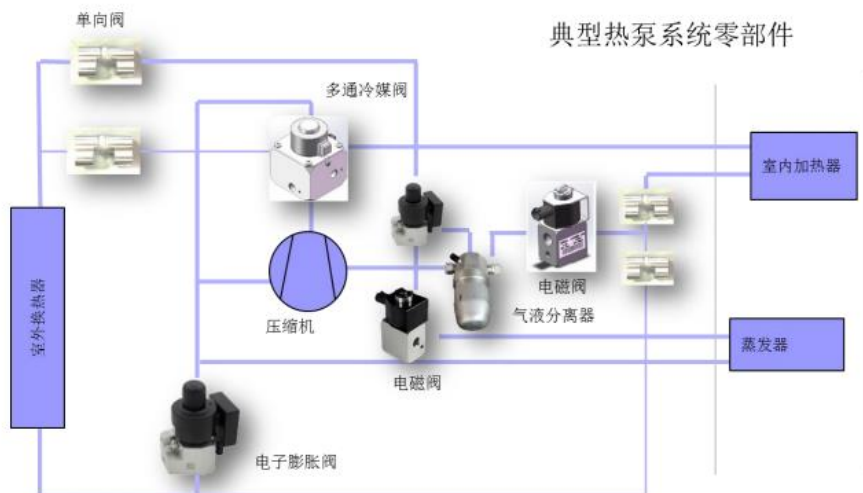 单向阀
典型热泵系统零部件
多通冷媒阀
室内加热器
电磁阀
气液分离器
压缩机
室外换热器
蒸发器
电磁阀
电子膨胀阀